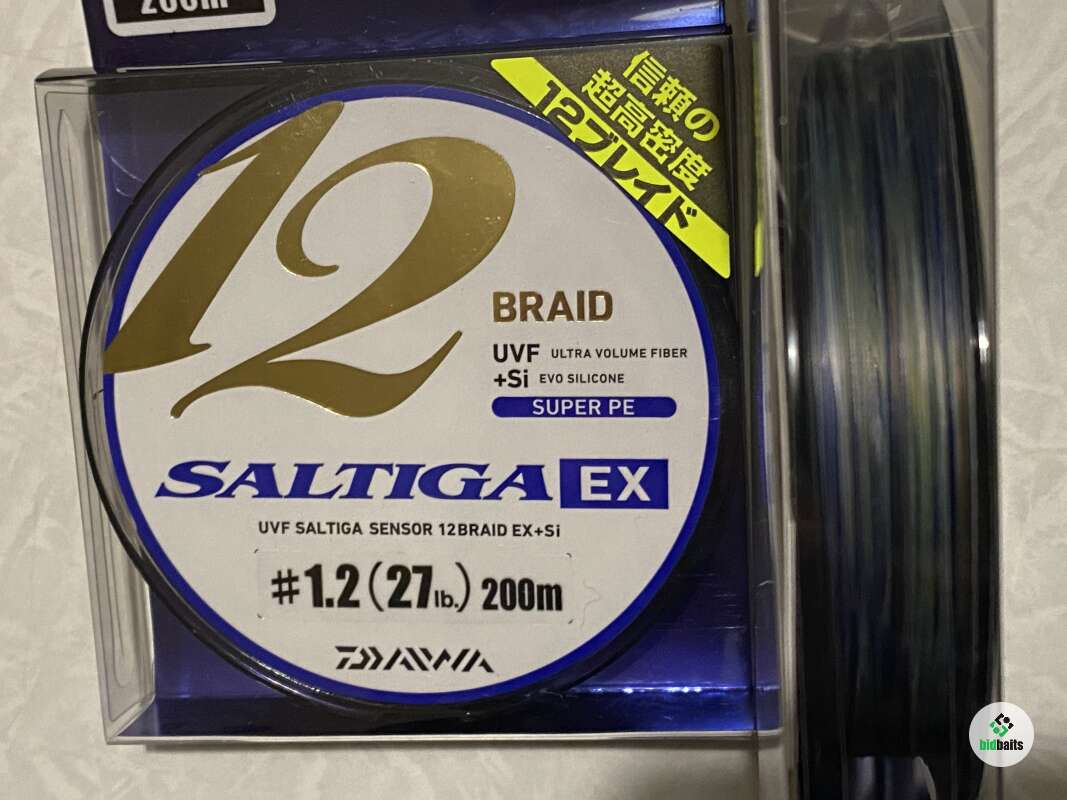 200m
信頼の
超高密度
12ブレイド
12
BRAID
UVF ULTRA VOLUME FIBER
+Si EVO SILICONE
SUPER PE
SALTIGA EX
UVF SALTIGA SENSOR 12BRAID EX+Si
#1.2(27lb.) 200m
DAIWA
bidbaits